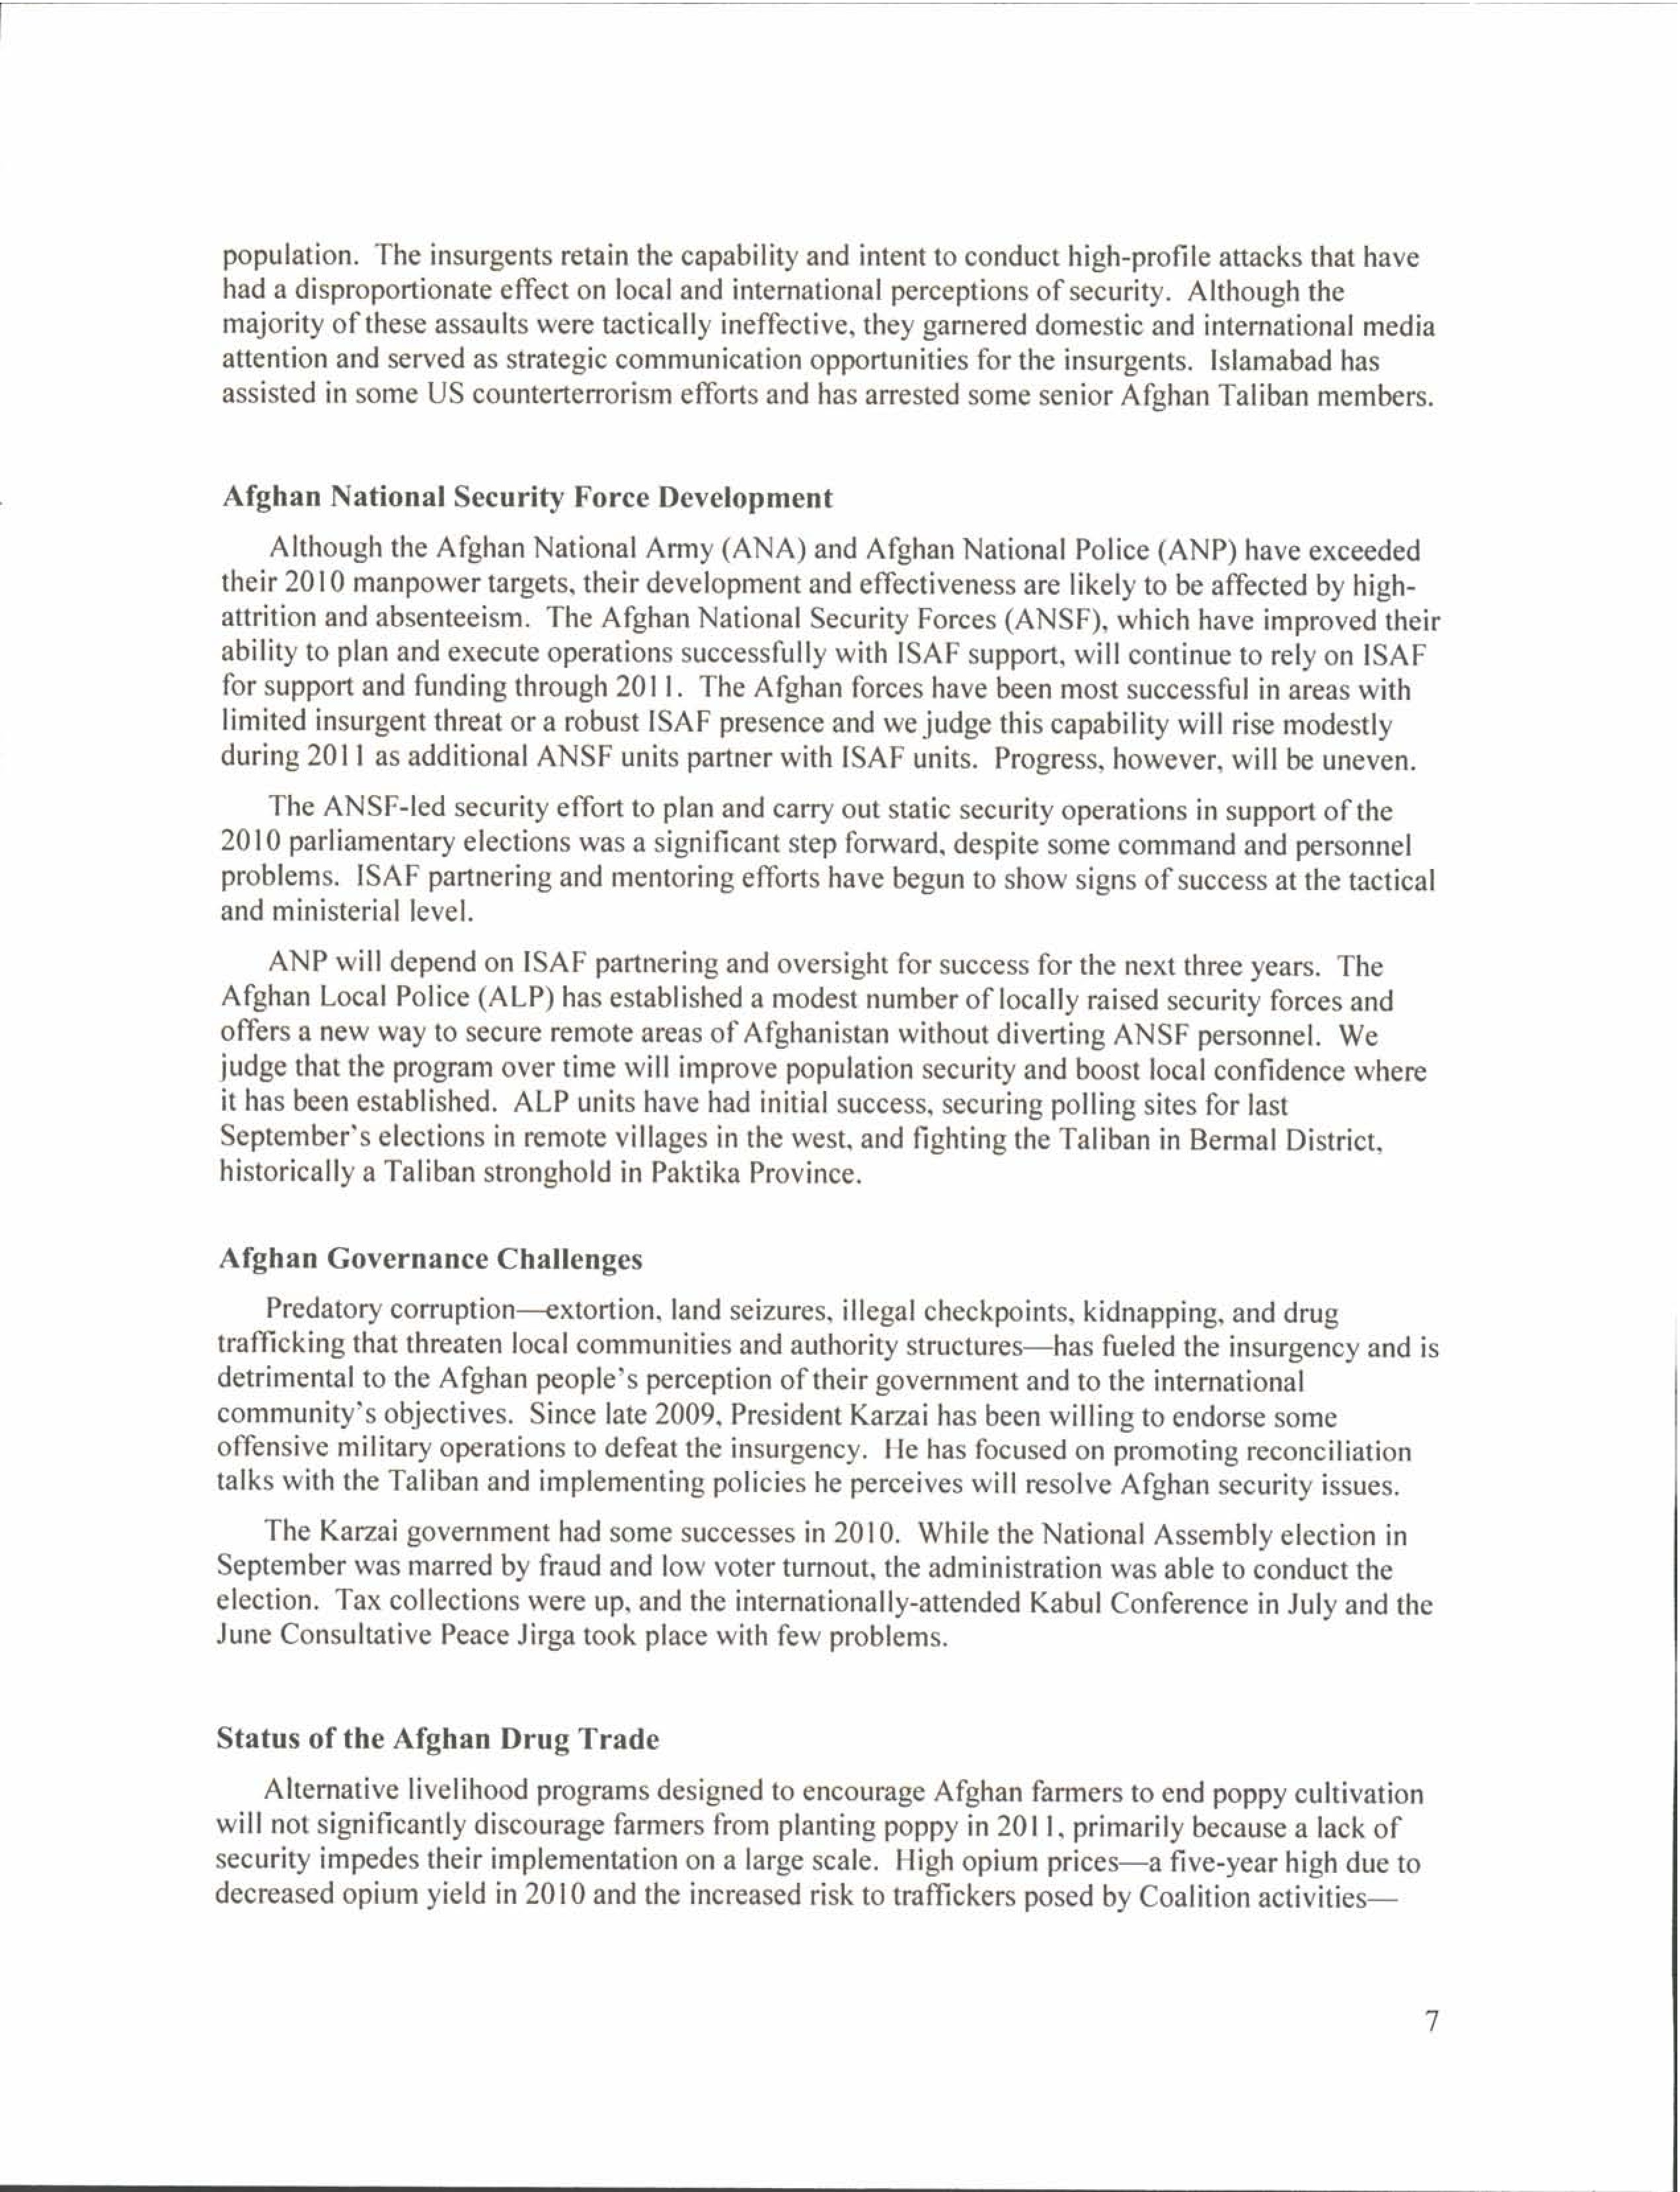 population. The insurgents retain the capability and intent to conduct high-profile attacks that have
had a disproportionate effect on local and international perceptions of security. Although the
majority of these assaults were tactically ineffective, they garnered domestic and international media
attention and served as strategic communication opportunities for the insurgents. Islamabad has
assisted in some US counterterrorism efforts and has arrested some senior Afghan Taliban members.
Afghan National Security Force Development
Although the Afghan National Army (ANA) and Afghan National Police (ANP) have exceeded
their 2010 manpower targets, their development and effectiveness are likely to be affected by high-
attrition and absenteeism. The Afghan National Security Forces (ANSF), which have improved their
ability to plan and execute operations successfully with ISAF support, will continue to rely on ISAF
for support and funding through 2011. The Afghan forces have been most successful in areas with
limited insurgent threat or a robust ISAF presence and we judge this capability will rise modestly
during 2011 as additional ANSF units partner with ISAF units. Progress, however, will be uneven.
The ANSF-led security effort to plan and carry out static security operations in support of the
2010 parliamentary elections was a significant step forward, despite some command and personnel
problems. ISAF partnering and mentoring efforts have begun to show signs of success at the tactical
and ministerial level.
ANP will depend on ISAF partnering and oversight for success for the next three years. The
Afghan Local Police (ALP) has established a modest number of locally raised security forces and
offers a new way to secure remote areas of Afghanistan without diverting ANSF personnel. We
judge that the program over time will improve population security and boost local confidence where
it has been established. ALP units have had initial success, securing polling sites for last
September's elections in remote villages in the west, and fighting the Taliban in Bermal District,
historically a Taliban stronghold in Paktika Province.
Afghan Governance Challenges
Predatory corruption—extortion, land seizures, illegal checkpoints, kidnapping, and drug
trafficking that threaten local communities and authority structures—has fueled the insurgency and is
detrimental to the Afghan people's perception of their government and to the international
community's objectives. Since late 2009, President Karzai has been willing to endorse some
offensive military operations to defeat the insurgency. He has focused on promoting reconciliation
talks with the Taliban and implementing policies he perceives will resolve Afghan security issues.
The Karzai government had some successes in 2010. While the National Assembly election in
September was marred by fraud and low voter turnout, the administration was able to conduct the
election. Tax collections were up, and the internationally-attended Kabul Conference in July and the
June Consultative Peace Jirga took place with few problems.
Status of the Afghan Drug Trade
Alternative livelihood programs designed to encourage Afghan farmers to end poppy cultivation
will not significantly discourage farmers from planting poppy in 2011, primarily because a lack of
security impedes their implementation on a large scale. High opium prices—a five-year high due to
decreased opium yield in 2010 and the increased risk to traffickers posed by Coalition activities—
7